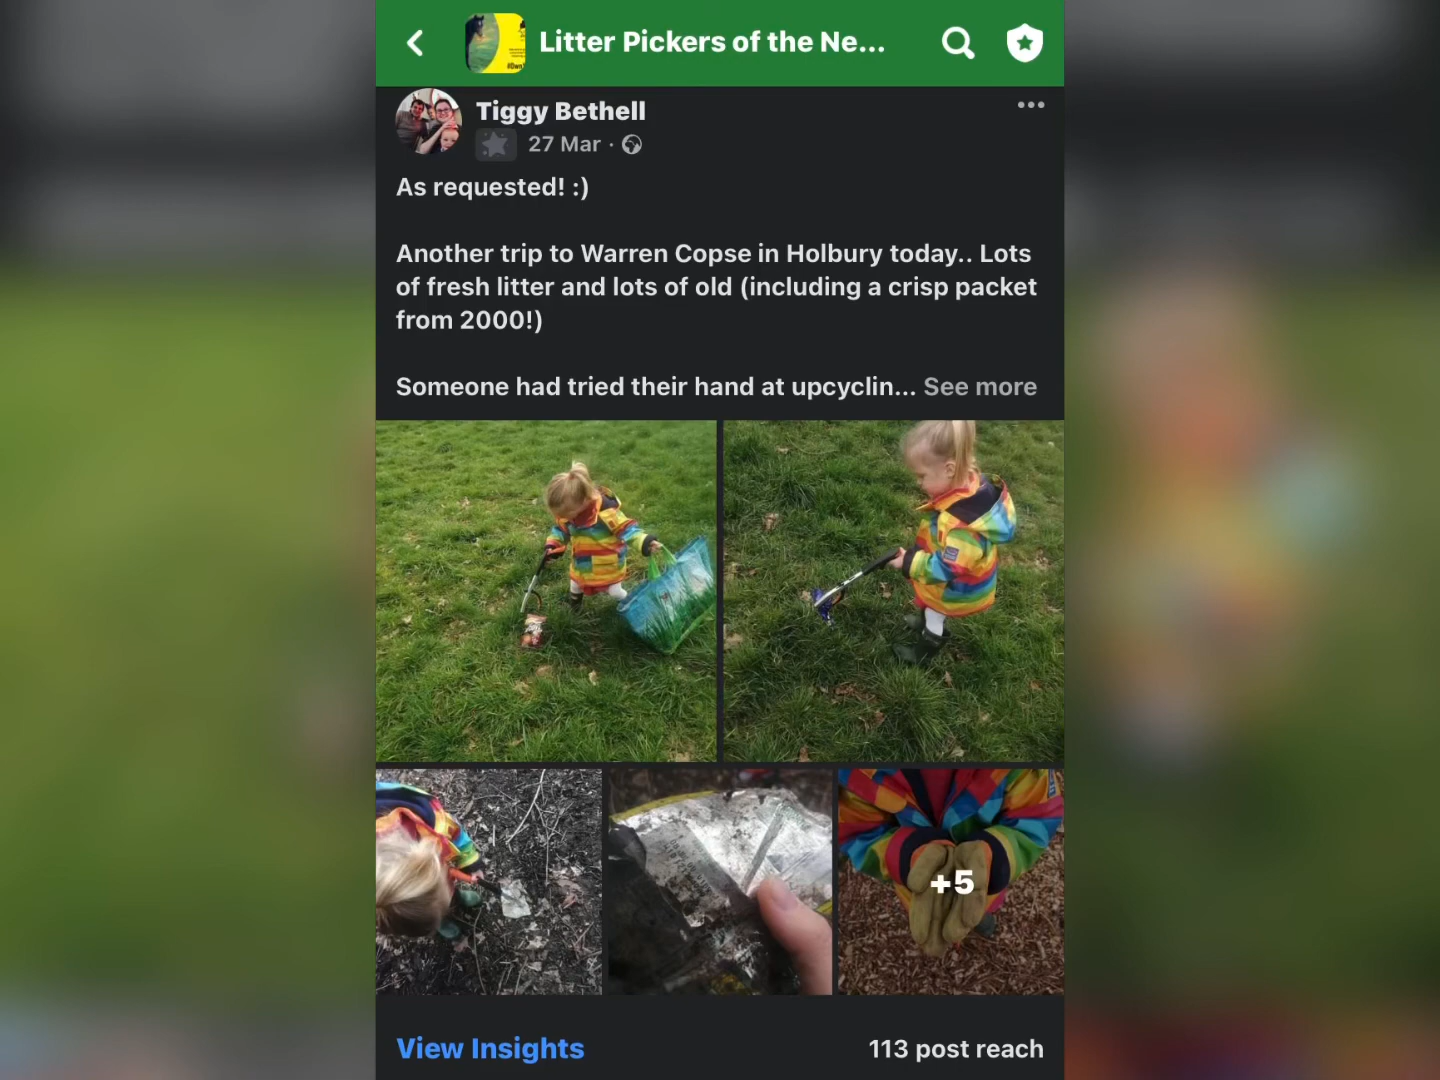 Litter Pickers of the Ne...
Tiggy Bethell
27 Mar ·
As requested! :)
Another trip to Warren Copse in Holbury today.. Lots
of fresh litter and lots of old (including a crisp packet
from 2000!)
Someone had tried their hand at upcyclin... See more
+5
View Insights
113 post reach